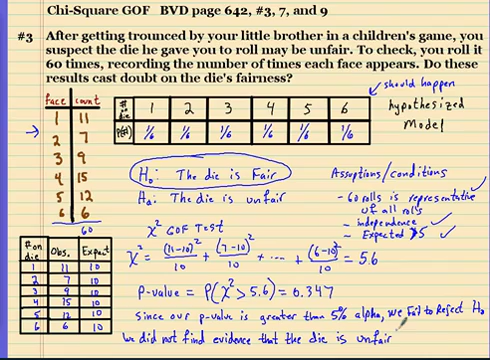 Chi-Square GOF BVD page 642, #3, 7, and 9
#3 After getting trounced by your little brother in a children's game, you
suspect the die he gave you to roll may be unfair. To check, you roll it
60 times, recording the number of times each face appears. Do these
results cast doubt on the die's fairness?
face count
1 11
2 7
3 9
4 15
5 12
6 6
60
should happen
# on die 1 2 3 4 5 6
P(#) 1/6 1/6 1/6 1/6 1/6 1/6
hypothesized
Model
H₀: The die is Fair
Hₐ: The die is unfair
Assmptions/conditions
- 60 rolls is representative
of all rolls
- independence
- Expected > 5
χ² GOF Test
χ² = (11-10)²/10 + (7-10)²/10 + ... + (6-10)²/10 = 5.6
# on die Obs. Expect
1 11 10
2 7 10
3 9 10
4 15 10
5 12 10
6 6 10
P-value = P(χ² > 5.6) = 0.347
Since our p-value is greater than 5% alpha, we Fail to Reject H₀
We did not find evidence that the die is unfair